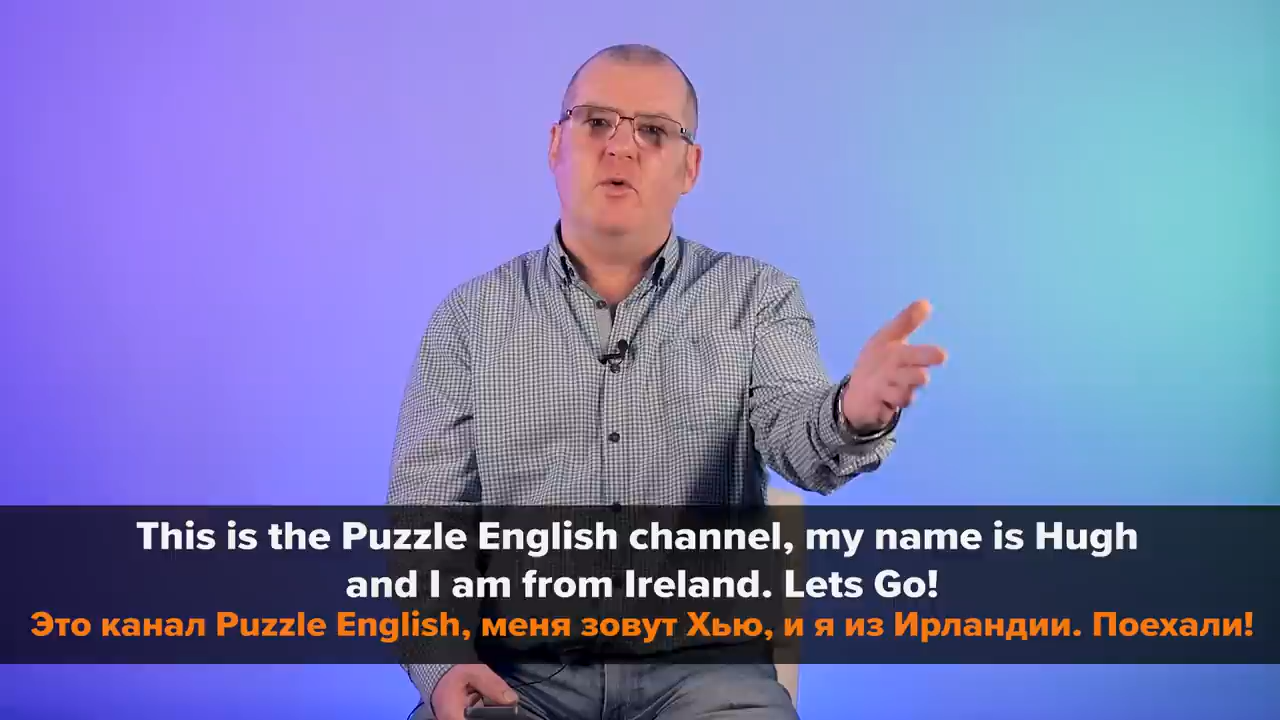 This is the Puzzle English channel, my name is Hugh
and I am from Ireland. Lets Go!
Это канал Puzzle English, меня зовут Хью, и я из Ирландии. Поехали!